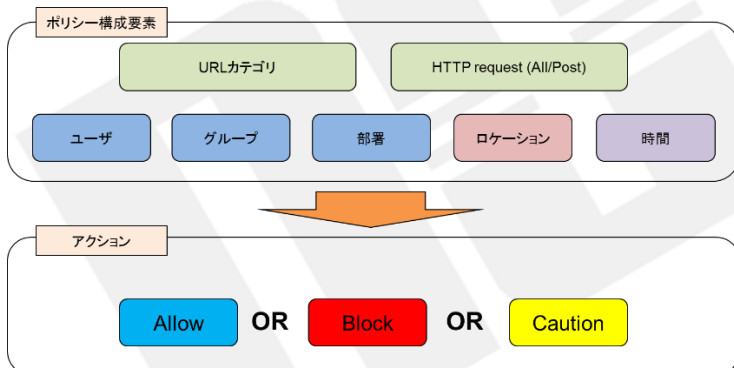 ポリシー構成要素
URLカテゴリ
HTTP request (All/Post)
ユーザ
グループ
部署
ロケーション
時間
アクション
Allow OR Block OR Caution